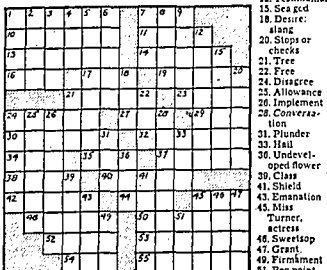 1 2 3 4 5 6 7 8 9
10 11 12
13 14 15
16 17 18 19 20
21 22 23
24 25 26 27 28 29
30 31 32 33
34 35 36 37
38 39 40 41
42 43 44 45 46 47
48 49 50 51
52 53
54 55
15. Sea god
18. Desire:
slang
20. Stops or
checks
21. Tree
22. Free
24. Disagree
25. Allowance
26. Implement
28. Conversa-
tion
31. Plunder
33. Hail
36. Undevel-
oped flower
39. Class
41. Shield
43. Emanation
45. Miss
Turner,
actress
46. Sweetsop
47. Grant
49. Firmament